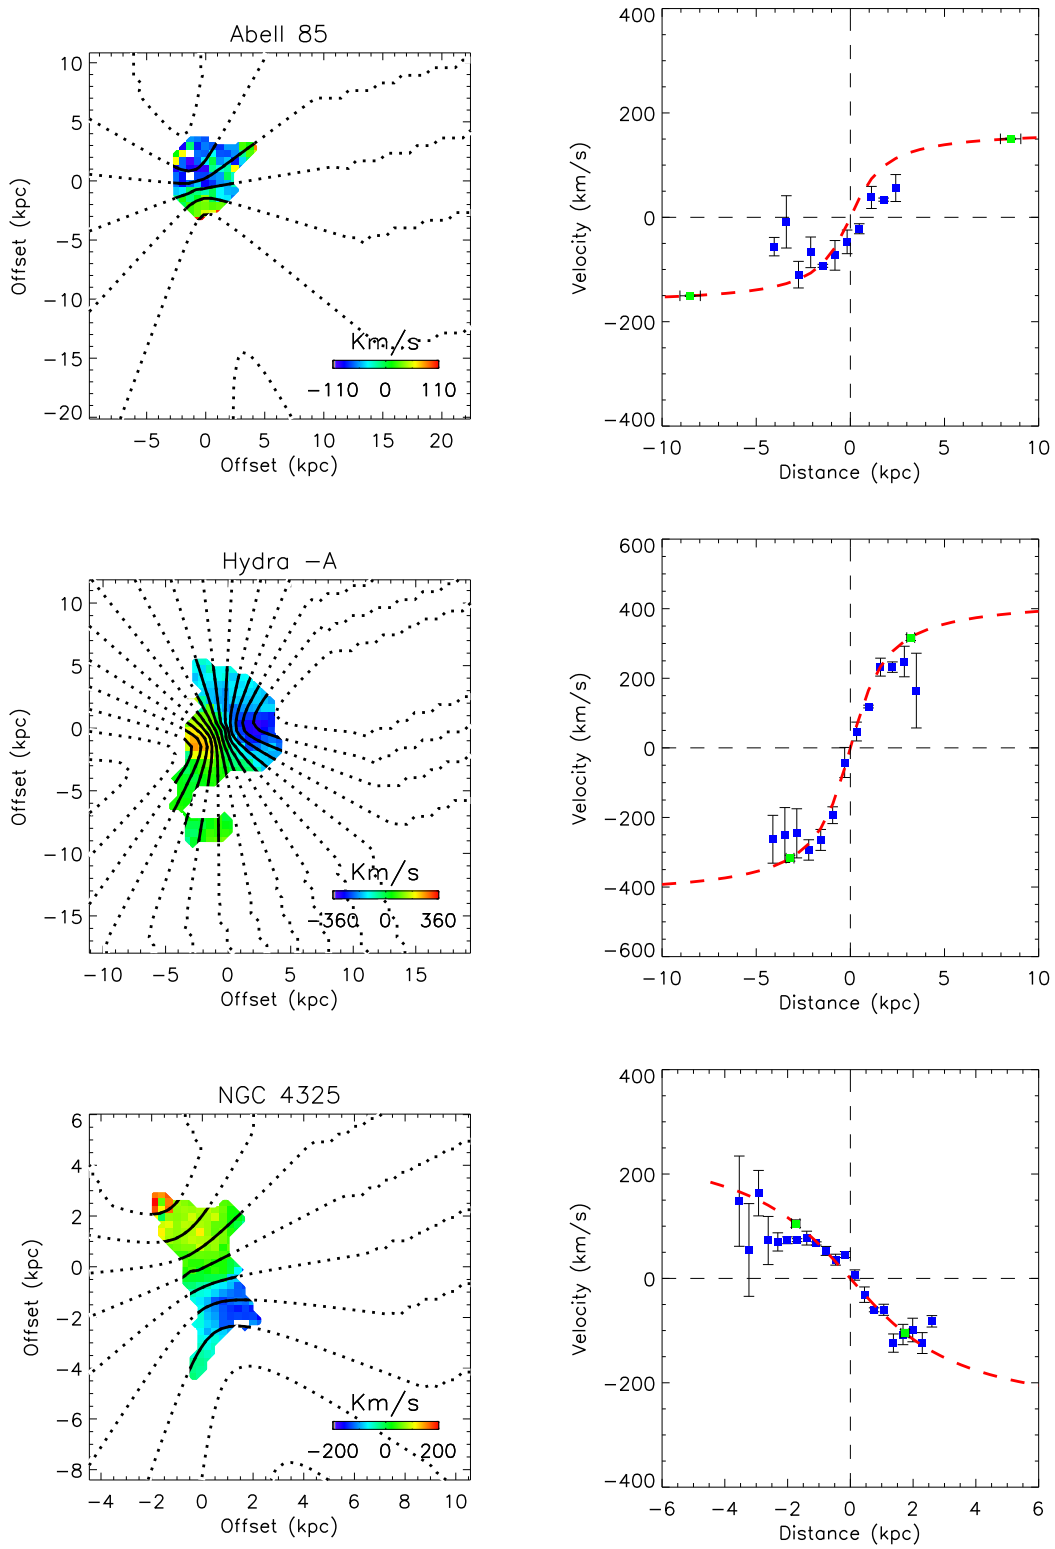 Abell 85
10
5
0
−5
−10
−15
−20
Offset (kpc)
Km/s
−110 0 110
−5 0 5 10 15 20
Offset (kpc)
400
200
0
−200
−400
Velocity (km/s)
−10 −5 0 5 10
Distance (kpc)
Hydra −A
10
5
0
−5
−10
−15
Offset (kpc)
Km/s
−360 0 360
−10 −5 0 5 10 15
Offset (kpc)
600
400
200
0
−200
−400
−600
Velocity (km/s)
−10 −5 0 5 10
Distance (kpc)
NGC 4325
6
4
2
0
−2
−4
−6
−8
Offset (kpc)
Km/s
−200 0 200
−4 −2 0 2 4 6 8 10
Offset (kpc)
400
200
0
−200
−400
Velocity (km/s)
−6 −4 −2 0 2 4 6
Distance (kpc)